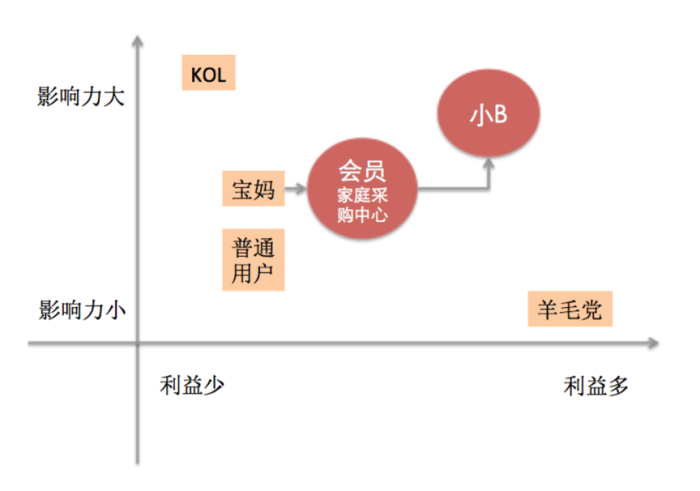 KOL
影响力大
小B
会员
家庭采
购中心
宝妈
普通
用户
影响力小
羊毛党
利益少
利益多